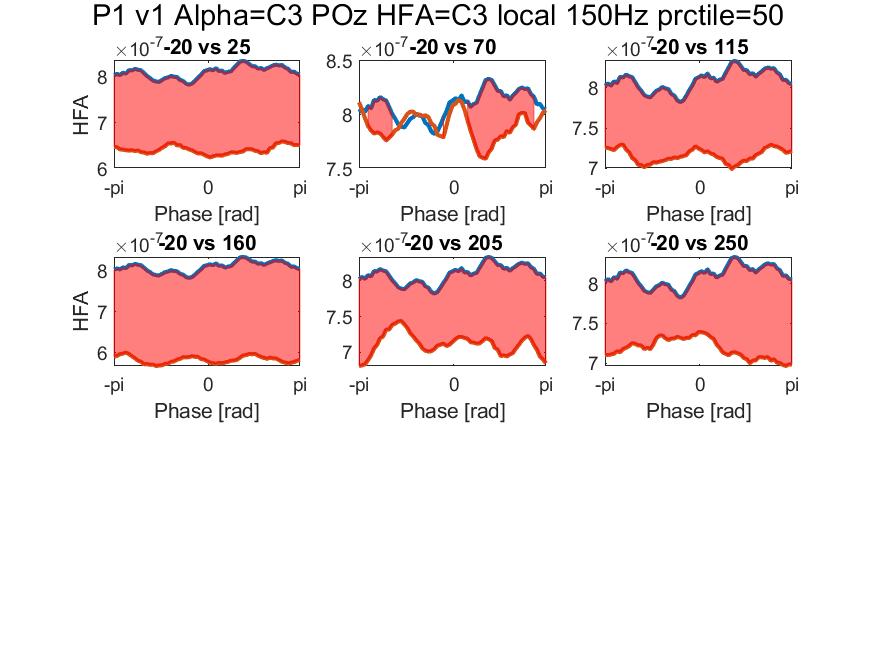 P1 v1 Alpha=C3 POz HFA=C3 local 150Hz prctile=50
×10-7 -20 vs 25
8
7
6
HFA
-pi 0 pi
Phase [rad]
×10-7 -20 vs 70
8.5
8
7.5
-pi 0 pi
Phase [rad]
×10-7 -20 vs 115
8
7.5
7
-pi 0 pi
Phase [rad]
×10-7 -20 vs 160
8
7
6
HFA
-pi 0 pi
Phase [rad]
×10-7 -20 vs 205
8
7.5
7
-pi 0 pi
Phase [rad]
×10-7 -20 vs 250
8
7.5
7
-pi 0 pi
Phase [rad]